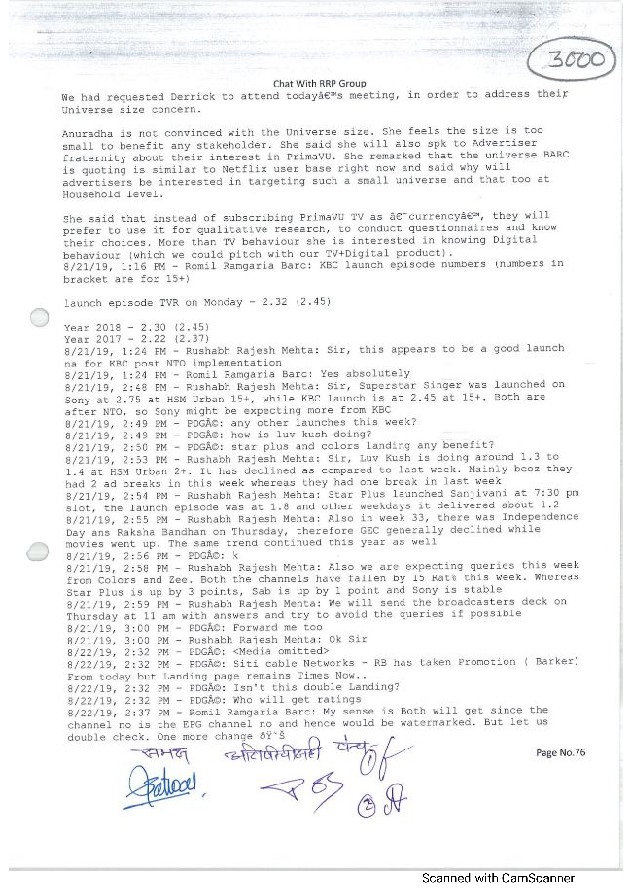 3000
Chat With RRP Group
We had requested Derrick to attend todayâ€™s meeting, in order to address their
Universe size concern.
Anuradha is not convinced with the Universe size. She feels the size is too
small to benefit any stakeholder. She said she will also spk to Advertiser
fraternity about their interest in PrimaVU. She remarked that the universe BARC
is quoting is similar to Netflix user base right now and said why will
advertisers be interested in targeting such a small universe and that too at
Household level.
She said that instead of subscribing PrimaVU TV as â€˜currencyâ€™, they will
prefer to use it for qualitative research, to conduct questionnaires and know
their choices. More than TV behaviour she is interested in knowing Digital
behaviour (which we could pitch with our TV+Digital product).
8/21/19, 1:16 PM - Romil Ramgaria Barc: KBC launch episode numbers (numbers in
bracket are for 15+)
launch episode TVR on Monday - 2.32 (2.45)
Year 2018 - 2.30 (2.45)
Year 2017 - 2.22 (2.37)
8/21/19, 1:24 PM - Rushabh Rajesh Mehta: Sir, this appears to be a good launch
na for KBC post NTO implementation
8/21/19, 1:24 PM - Romil Ramgaria Barc: Yes absolutely
8/21/19, 2:48 PM - Rushabh Rajesh Mehta: Sir, Superstar Singer was launched on
Sony at 2.75 at HSM Urban 15+, while KBC Launch is at 2.45 at 15+. Both are
after NTO, so Sony might be expecting more from KBC
8/21/19, 2:49 PM - PDGÃ©: any other launches this week?
8/21/19, 2:49 PM - PDGÃ©: how is luv kush doing?
8/21/19, 2:50 PM - PDGÃ©: star plus and colors landing any benefit?
8/21/19, 2:53 PM - Rushabh Rajesh Mehta: Sir, Luv Kush is doing around 1.3 to
1.4 at HSM Urban 2+. It has declined as compared to last week. Mainly bcoz they
had 2 ad breaks in this week whereas they had one break in last week
8/21/19, 2:54 PM - Rushabh Rajesh Mehta: Star Plus launched Sanjivani at 7:30 pm
slot, the launch episode was at 1.8 and other weekdays it delivered about 1.2
8/21/19, 2:55 PM - Rushabh Rajesh Mehta: Also in week 33, there was Independence
Day ans Raksha Bandhan on Thursday, therefore GEC generally declined while
movies went up. The same trend continued this year as well
8/21/19, 2:56 PM - PDGÃ©: k
8/21/19, 2:58 PM - Rushabh Rajesh Mehta: Also we are expecting queries this week
from Colors and Zee. Both the channels have fallen by 15 Rat% this week. Whereas
Star Plus is up by 3 points, Sab is up by 1 point and Sony is stable
8/21/19, 2:59 PM - Rushabh Rajesh Mehta: We will send the broadcasters deck on
Thursday at 11 am with answers and try to avoid the queries if possible
8/21/19, 3:00 PM - PDGÃ©: Forward me too
8/21/19, 3:00 PM - Rushabh Rajesh Mehta: Ok Sir
8/22/19, 2:32 PM - PDGÃ©: <Media omitted>
8/22/19, 2:32 PM - PDGÃ©: Siti cable Networks - RB has taken Promotion ( Barker)
From today but Landing page remains Times Now..
8/22/19, 2:32 PM - PDGÃ©: Isn't this double Landing?
8/22/19, 2:32 PM - PDGÃ©: Who will get ratings
8/22/19, 2:37 PM - Romil Ramgaria Barc: My sense is Both will get since the
channel no is the EPG channel no and hence would be watermarked. But let us
double check. One more change ðŸ˜Š
समक्ष
पंच
Page No.76
Scanned with CamScanner